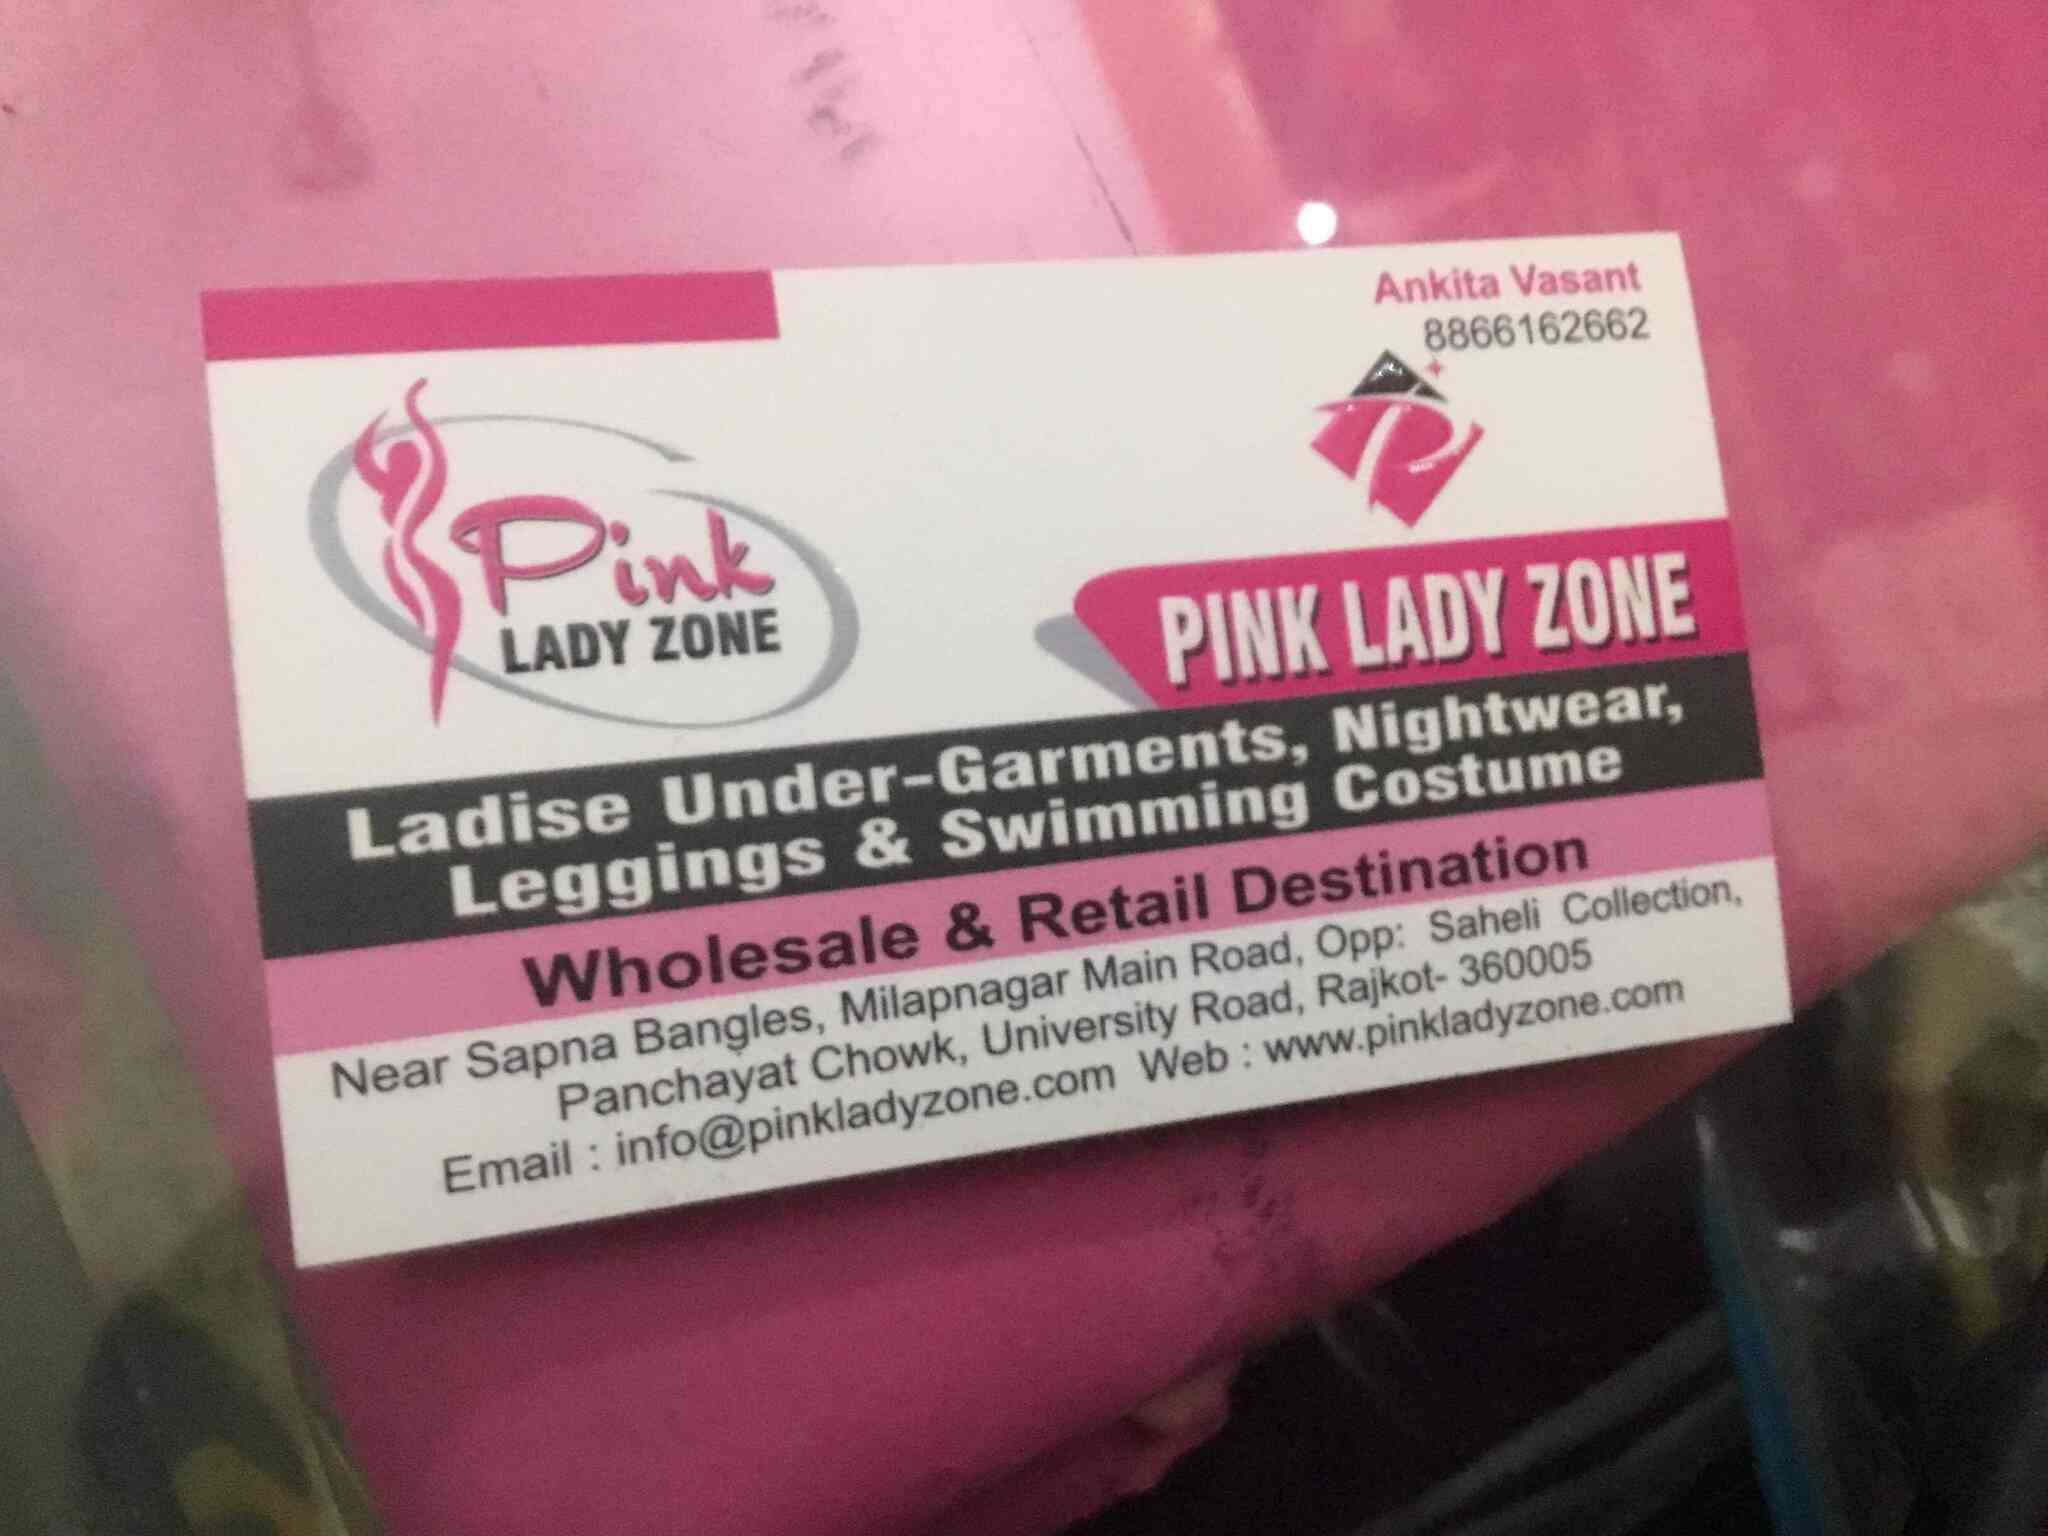 Ankita Vasant
8866162662
Pink
LADY ZONE
PINK LADY ZONE
Ladise Under-Garments, Nightwear,
Leggings & Swimming Costume
Wholesale & Retail Destination
Near Sapna Bangles, Milapnagar Main Road, Opp: Saheli Collection,
Panchayat Chowk, University Road, Rajkot- 360005
Email : info@pinkladyzone.com Web : www.pinkladyzone.com